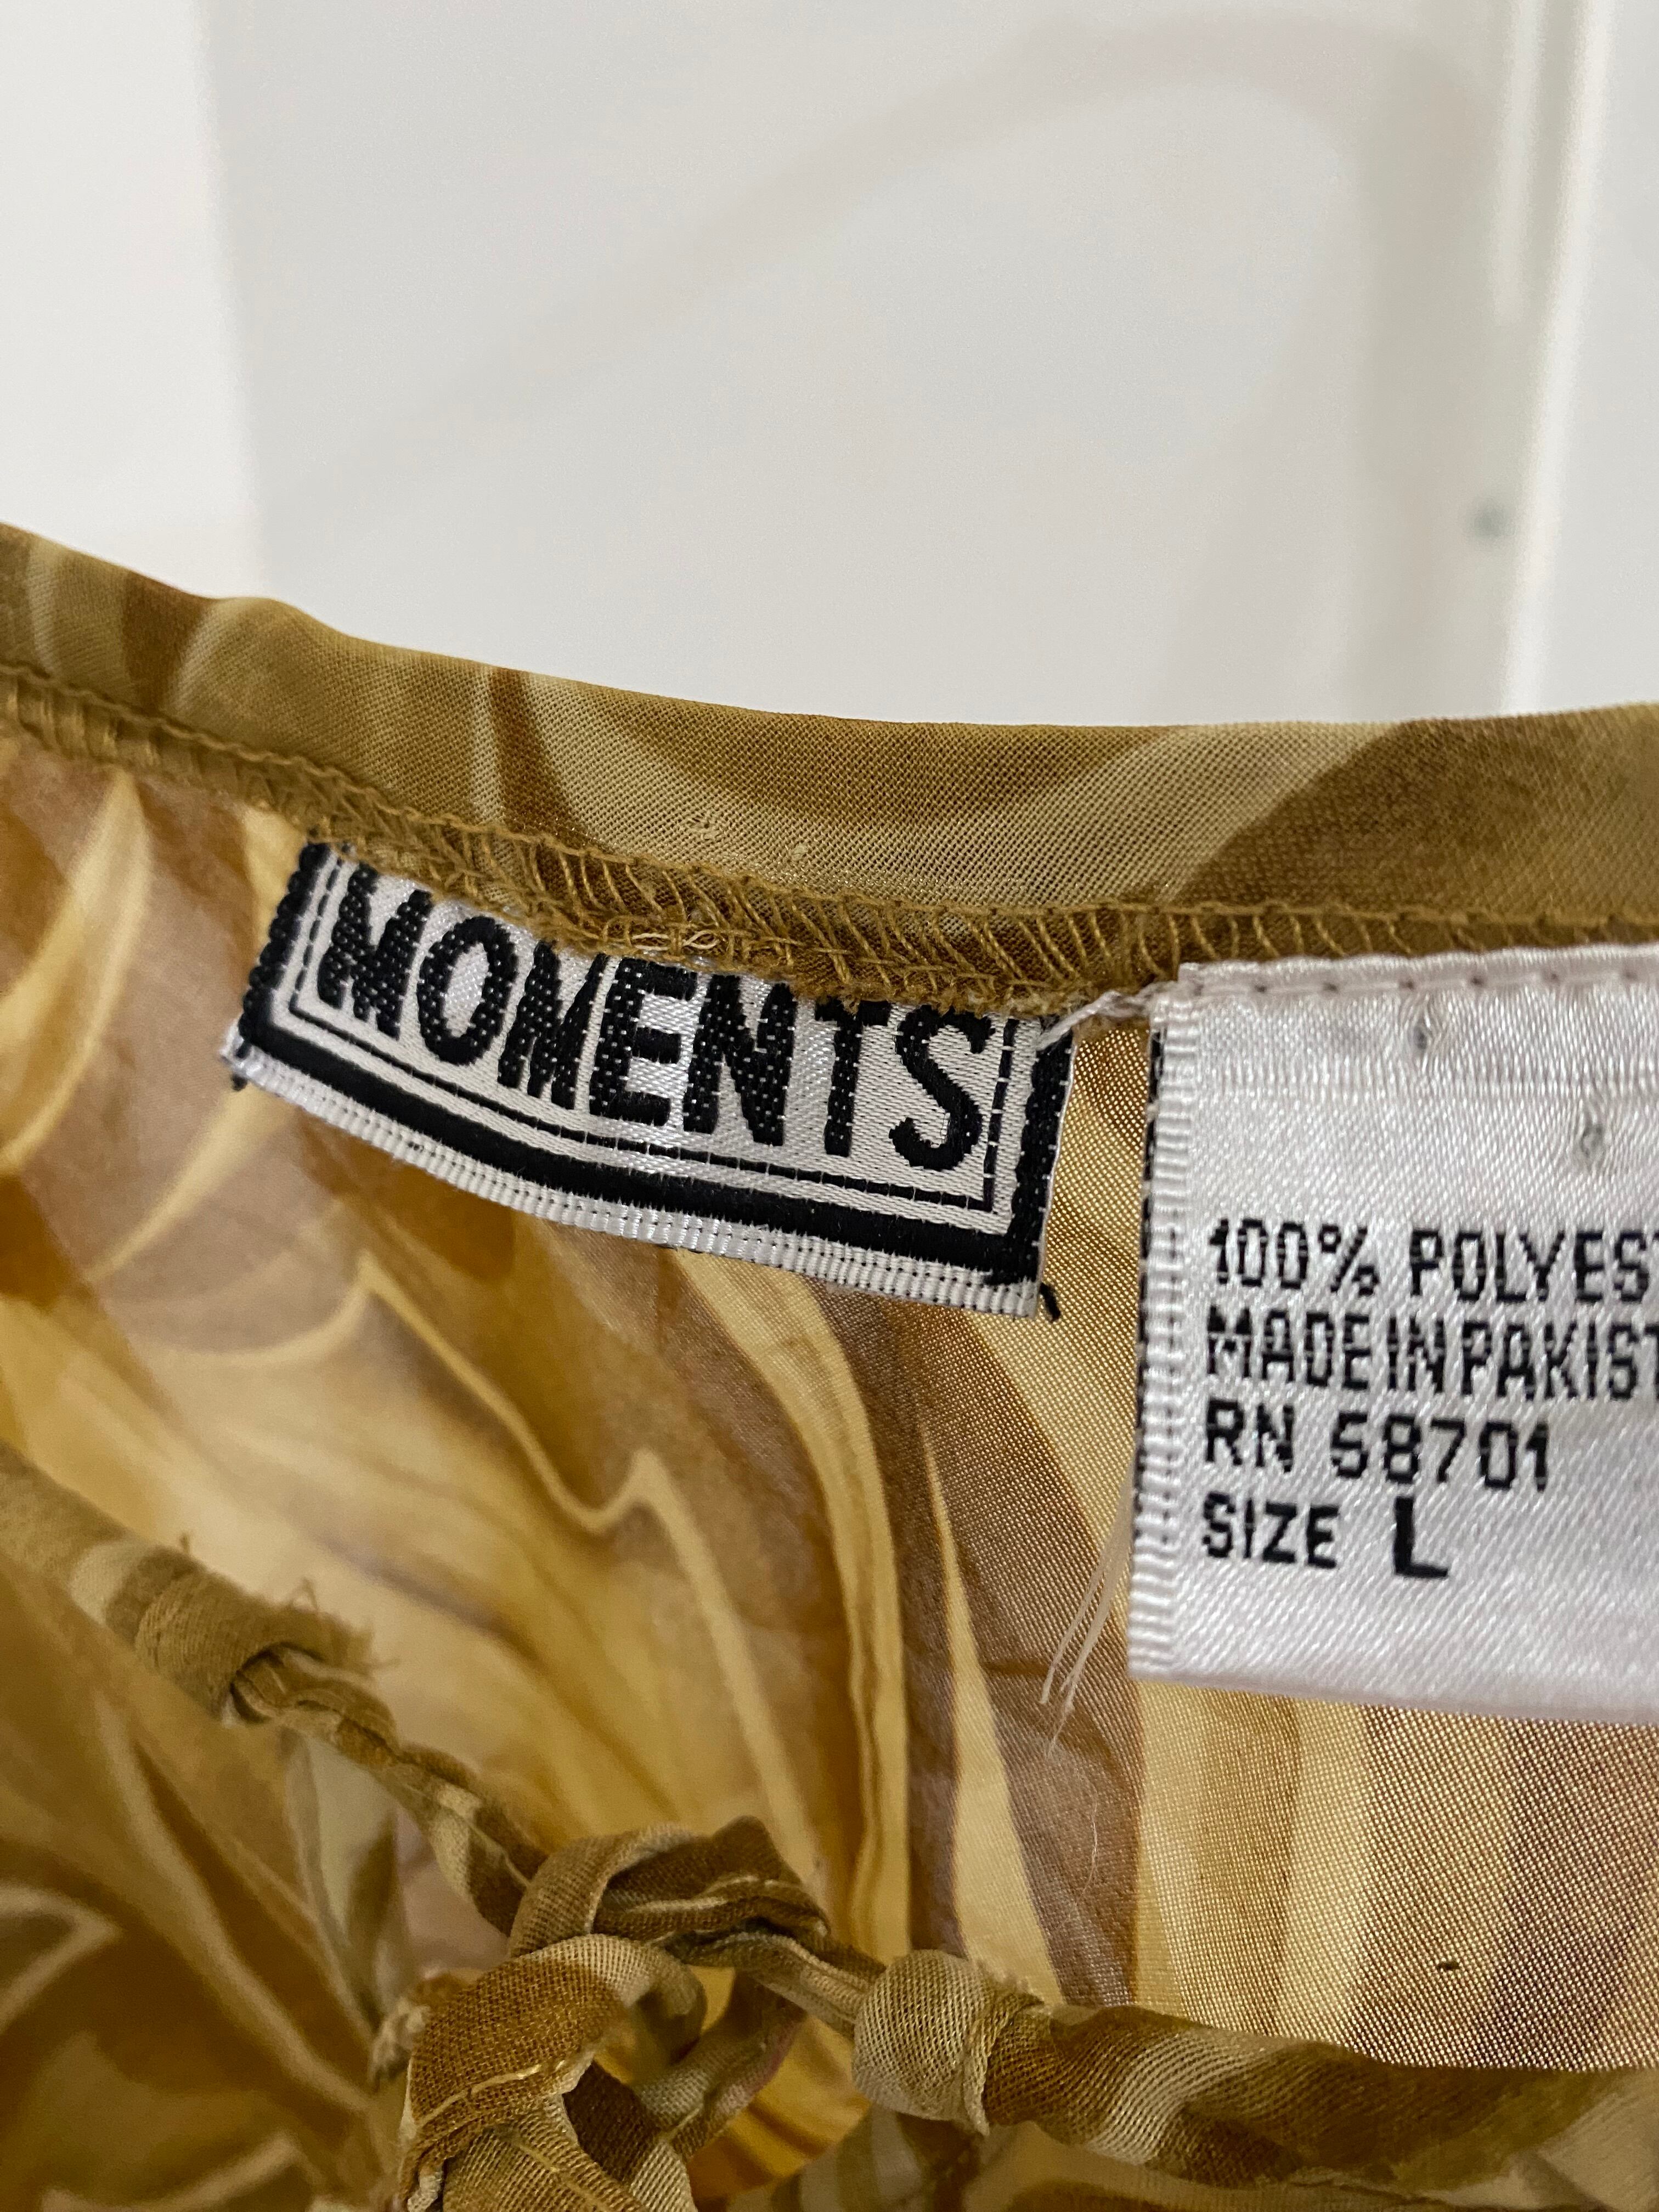 MOMENTS
100% POLYEST
MADE IN PAKIST
RN 58701
SIZE L